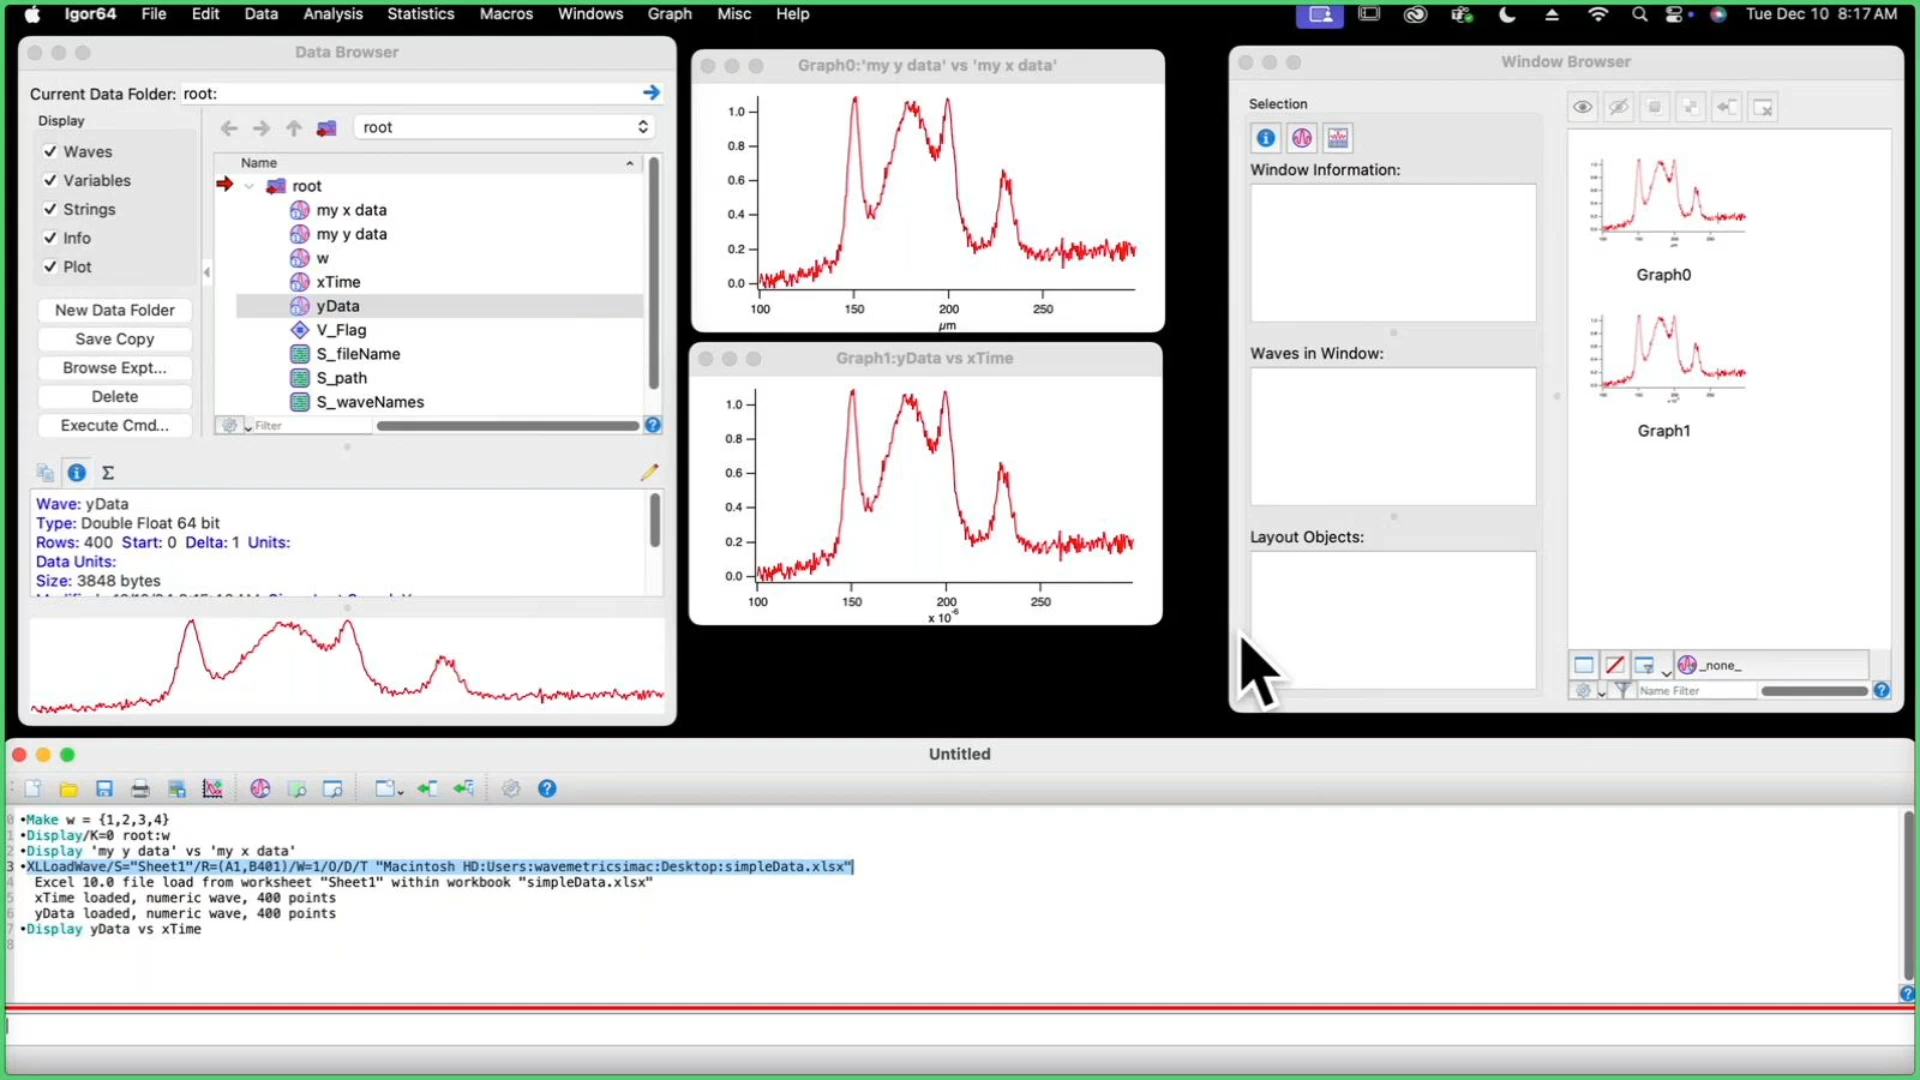 Igor64 File Edit Data Analysis Statistics Macros Windows Graph Misc Help Tue Dec 10 8:17 AM
Data Browser
Current Data Folder: root:
Display
Waves
Variables
Strings
Info
Plot
New Data Folder
Save Copy
Browse Expt...
Delete
Execute Cmd...
root
Name
root
my x data
my y data
w
xTime
yData
V_Flag
S_fileName
S_path
S_waveNames
Filter
Wave: yData
Type: Double Float 64 bit
Rows: 400 Start: 0 Delta: 1 Units:
Data Units:
Size: 3848 bytes
Graph0:'my y data' vs 'my x data'
1.0
0.8
0.6
0.4
0.2
0.0
100 150 200 250
µm
Graph1:yData vs xTime
1.0
0.8
0.6
0.4
0.2
0.0
100 150 200 250
x 10⁻⁶
Window Browser
Selection
Window Information:
Waves in Window:
Layout Objects:
Graph0
Graph1
_none_
Name Filter
Untitled
0 •Make w = {1,2,3,4}
1 •Display/K=0 root:w
2 •Display 'my y data' vs 'my x data'
3 •XLLoadWave/S="Sheet1"/R=(A1,B401)/W=1/O/D/T "Macintosh HD:Users:wavemetricsimac:Desktop:simpleData.xlsx"
4 Excel 10.0 file load from worksheet "Sheet1" within workbook "simpleData.xlsx"
5 xTime loaded, numeric wave, 400 points
6 yData loaded, numeric wave, 400 points
7 •Display yData vs xTime
8